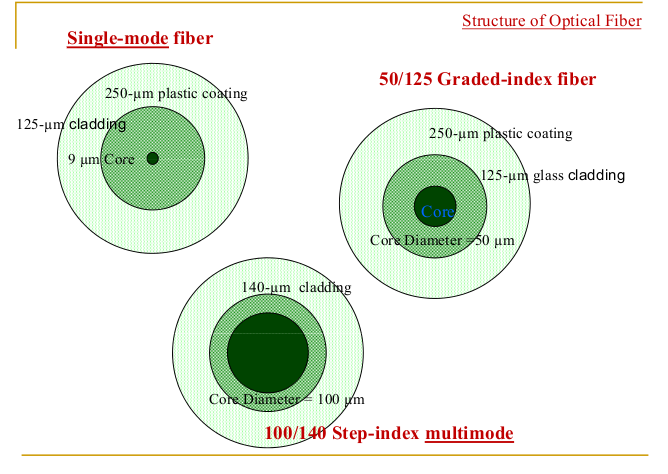 Structure of Optical Fiber
Single-mode fiber
250-µm plastic coating
125-µm cladding
9 µm Core
50/125 Graded-index fiber
250-µm plastic coating
125-µm glass cladding
Core
Core Diameter =50 µm
140-µm cladding
Core Diameter = 100 µm
100/140 Step-index multimode